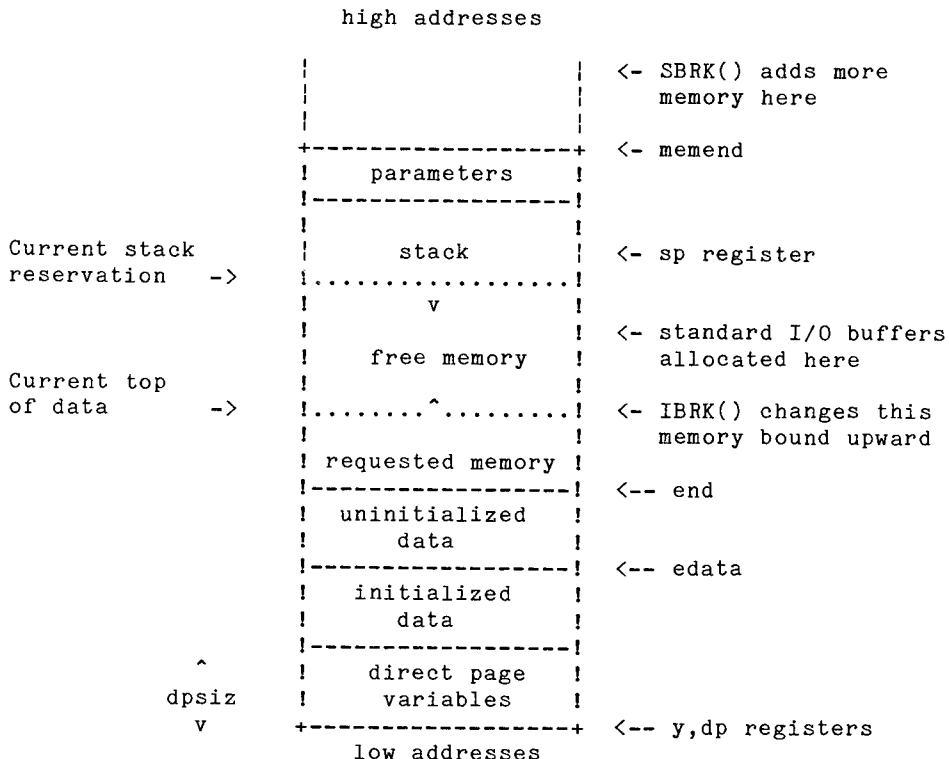 high addresses
<- SBRK() adds more
memory here
<- memend
parameters
Current stack
reservation ->
stack
<- sp register
v
free memory
<- standard I/O buffers
allocated here
Current top
of data ->
^
<- IBRK() changes this
memory bound upward
requested memory
<-- end
uninitialized
data
<-- edata
initialized
data
^
dpsiz
v
direct page
variables
<-- y,dp registers
low addresses